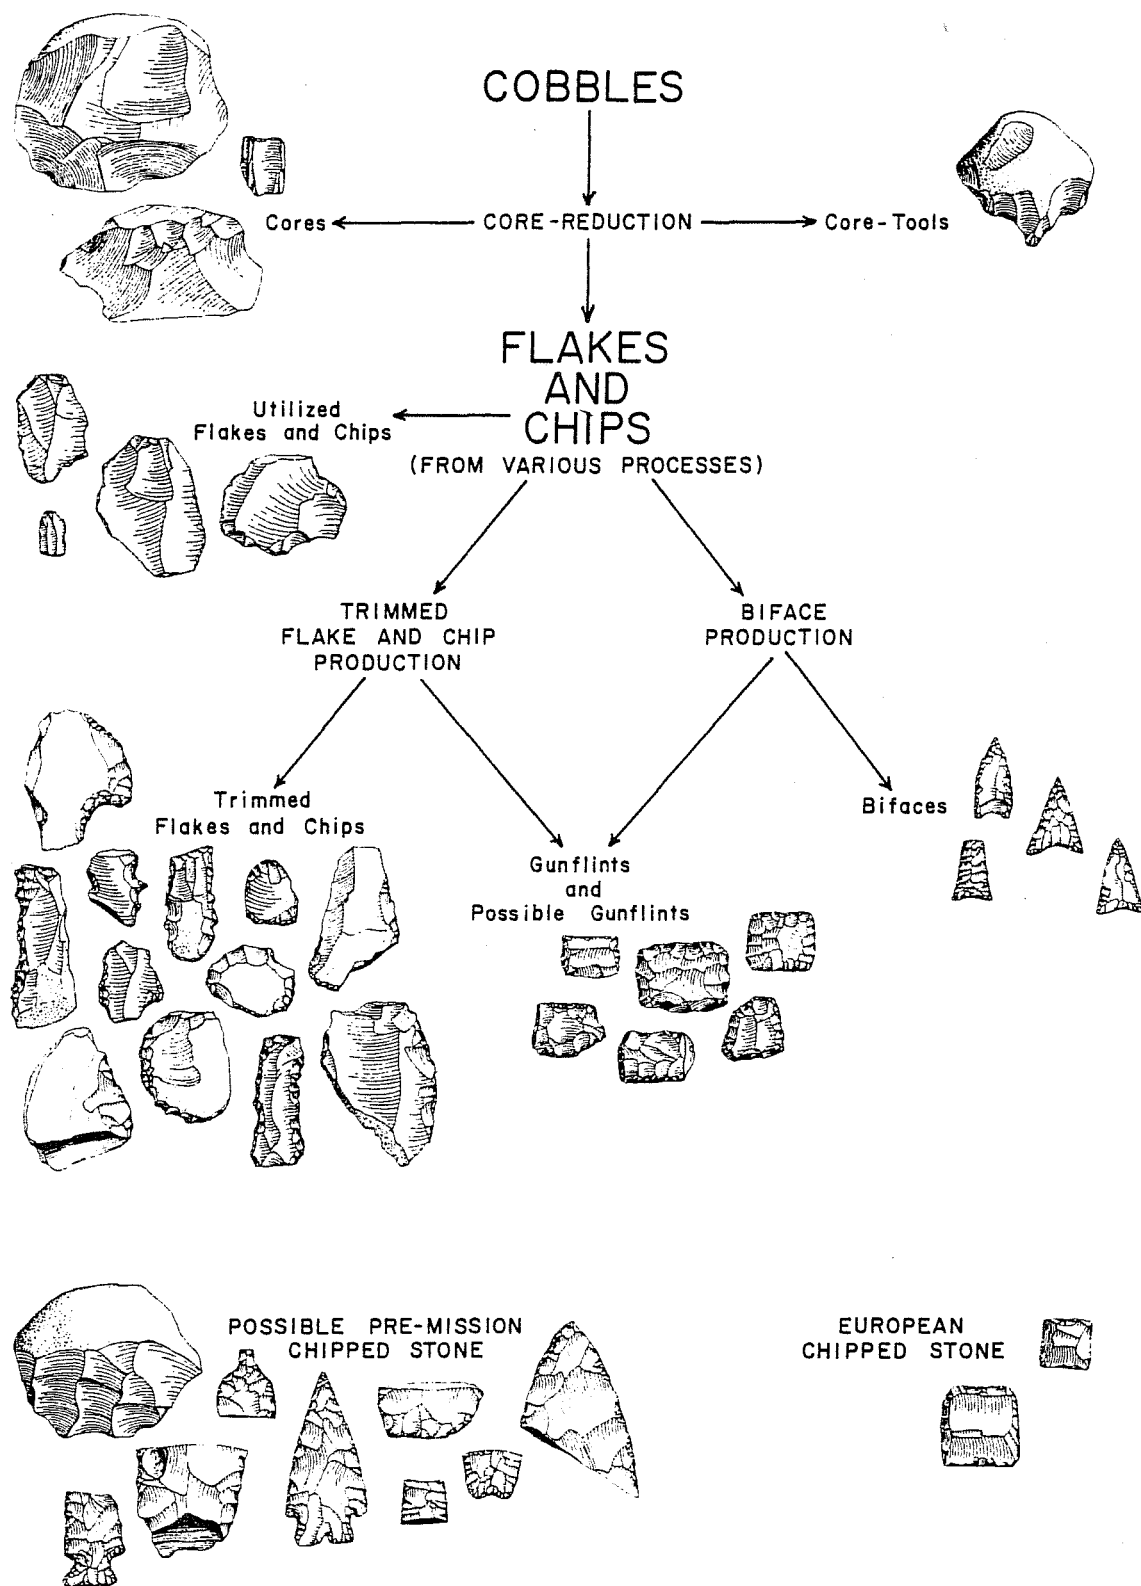 COBBLES
Cores
CORE-REDUCTION
Core-Tools
FLAKES
AND
CHIPS
(FROM VARIOUS PROCESSES)
Utilized
Flakes and Chips
TRIMMED
FLAKE AND CHIP
PRODUCTION
BIFACE
PRODUCTION
Trimmed
Flakes and Chips
Gunflints
and
Possible Gunflints
Bifaces
POSSIBLE PRE-MISSION
CHIPPED STONE
EUROPEAN
CHIPPED STONE